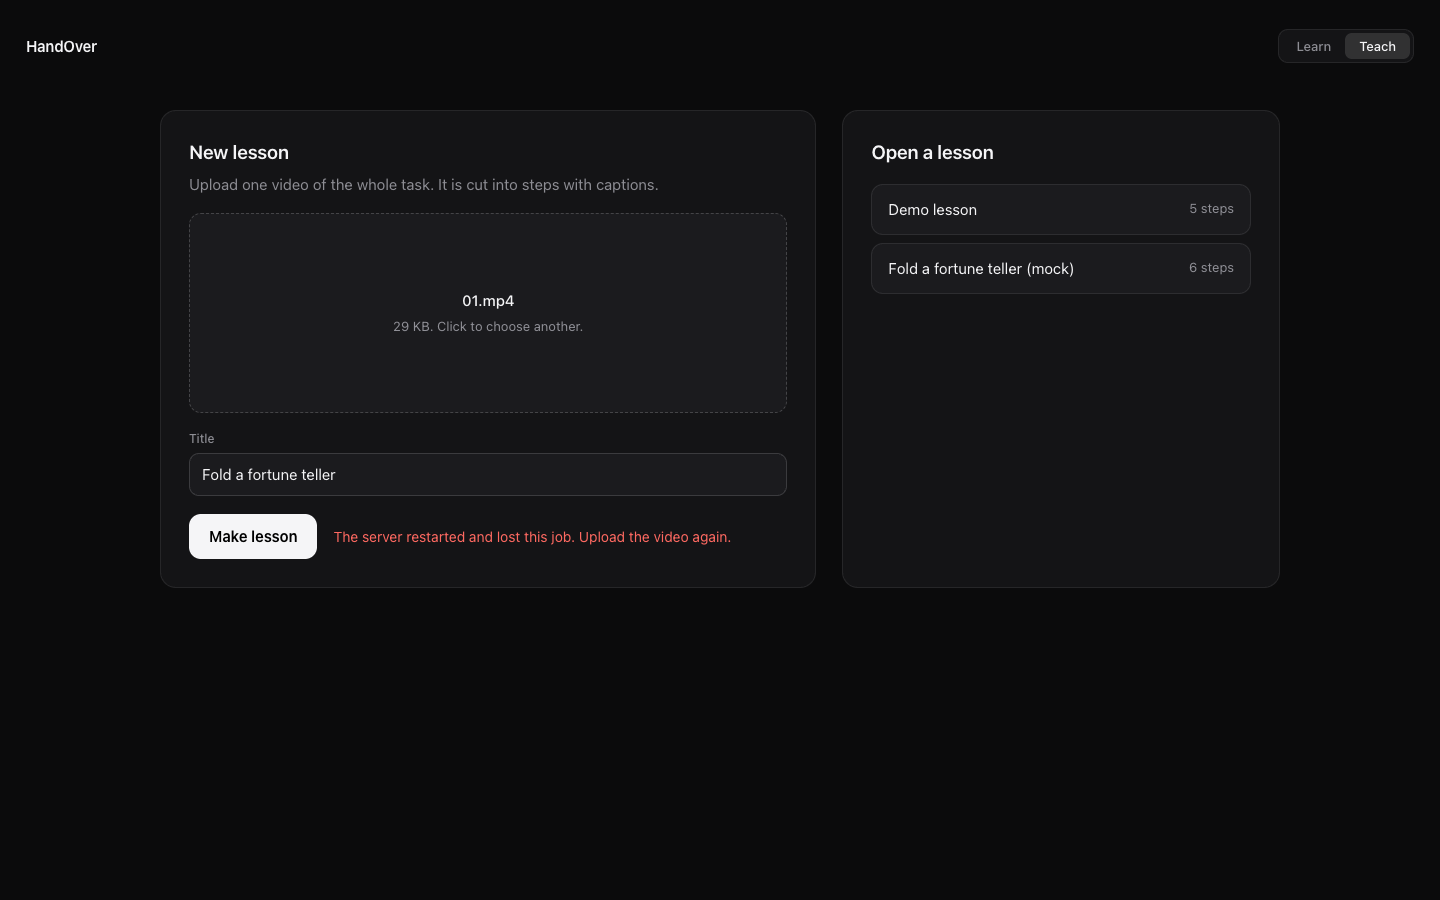 HandOver
Learn
Teach
New lesson
Upload one video of the whole task. It is cut into steps with captions.
01.mp4
29 KB. Click to choose another.
Title
Fold a fortune teller
Make lesson
The server restarted and lost this job. Upload the video again.
Open a lesson
Demo lesson
5 steps
Fold a fortune teller (mock)
6 steps